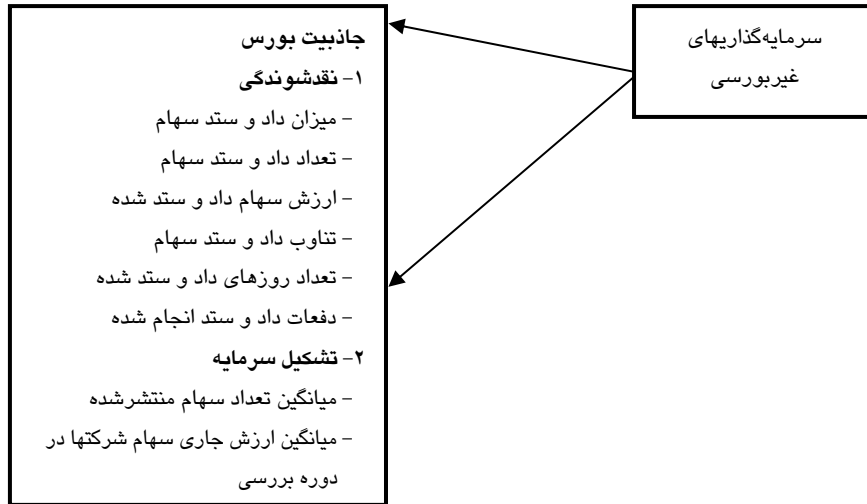 سرمایه‌گذاریهای
غیربورسی
جاذبیت بورس
۱- نقدشوندگی
- میزان داد و ستد سهام
- تعداد داد و ستد سهام
- ارزش سهام داد و ستد شده
- تناوب داد و ستد سهام
- تعداد روزهای داد و ستد شده
- دفعات داد و ستد انجام شده
۲- تشکیل سرمایه
- میانگین تعداد سهام منتشرشده
- میانگین ارزش جاری سهام شرکتها در
دوره بررسی